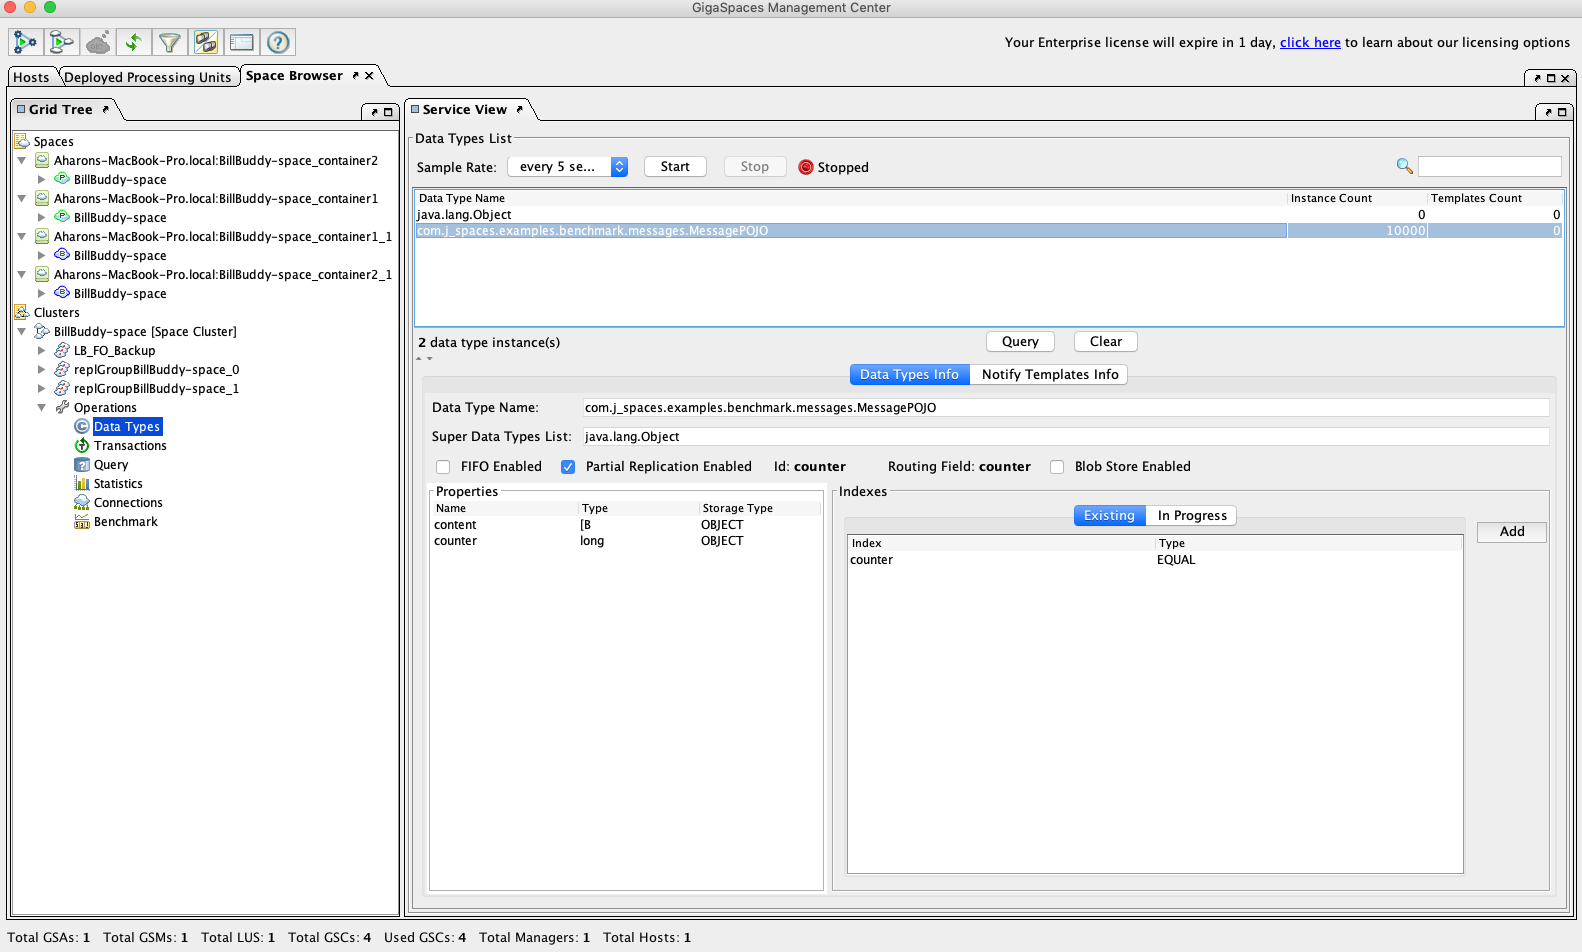 GigaSpaces Management Center
Your Enterprise license will expire in 1 day, click here to learn about our licensing options
Hosts Deployed Processing Units Space Browser
Grid Tree
Spaces
Aharons-MacBook-Pro.local:BillBuddy-space_container2
BillBuddy-space
Aharons-MacBook-Pro.local:BillBuddy-space_container1
BillBuddy-space
Aharons-MacBook-Pro.local:BillBuddy-space_container1_1
BillBuddy-space
Aharons-MacBook-Pro.local:BillBuddy-space_container2_1
BillBuddy-space
Clusters
BillBuddy-space [Space Cluster]
LB_FO_Backup
replGroupBillBuddy-space_0
replGroupBillBuddy-space_1
Operations
Data Types
Transactions
Query
Statistics
Connections
Benchmark
Service View
Data Types List
Sample Rate: every 5 se... Start Stop Stopped
Data Type Name Instance Count Templates Count
java.lang.Object 0 0
com.j_spaces.examples.benchmark.messages.MessagePOJO 10000 0
2 data type instance(s) Query Clear
Data Types Info Notify Templates Info
Data Type Name: com.j_spaces.examples.benchmark.messages.MessagePOJO
Super Data Types List: java.lang.Object
FIFO Enabled Partial Replication Enabled Id: counter Routing Field: counter Blob Store Enabled
Properties
Name Type Storage Type
content [B OBJECT
counter long OBJECT
Indexes
Existing In Progress
Add
Index Type
counter EQUAL
Total GSAs: 1 Total GSMs: 1 Total LUS: 1 Total GSCs: 4 Used GSCs: 4 Total Managers: 1 Total Hosts: 1